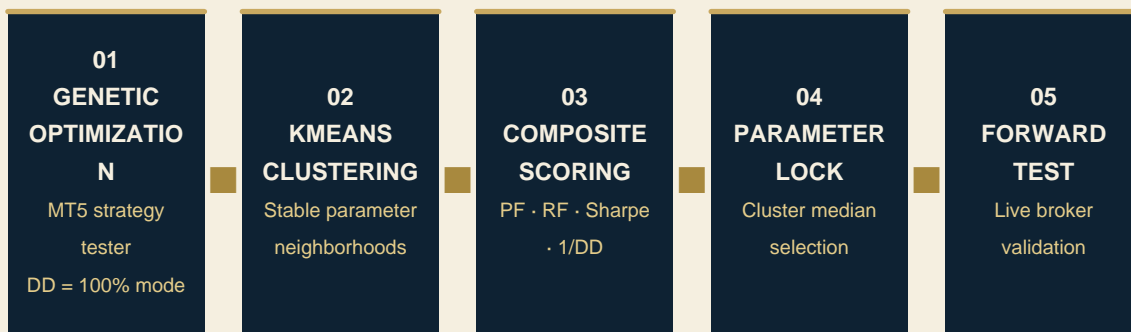 01
GENETIC
OPTIMIZATIO
N
MT5 strategy
tester
DD = 100% mode
02
KMEANS
CLUSTERING
Stable parameter
neighborhoods
03
COMPOSITE
SCORING
PF · RF · Sharpe
· 1/DD
04
PARAMETER
LOCK
Cluster median
selection
05
FORWARD
TEST
Live broker
validation